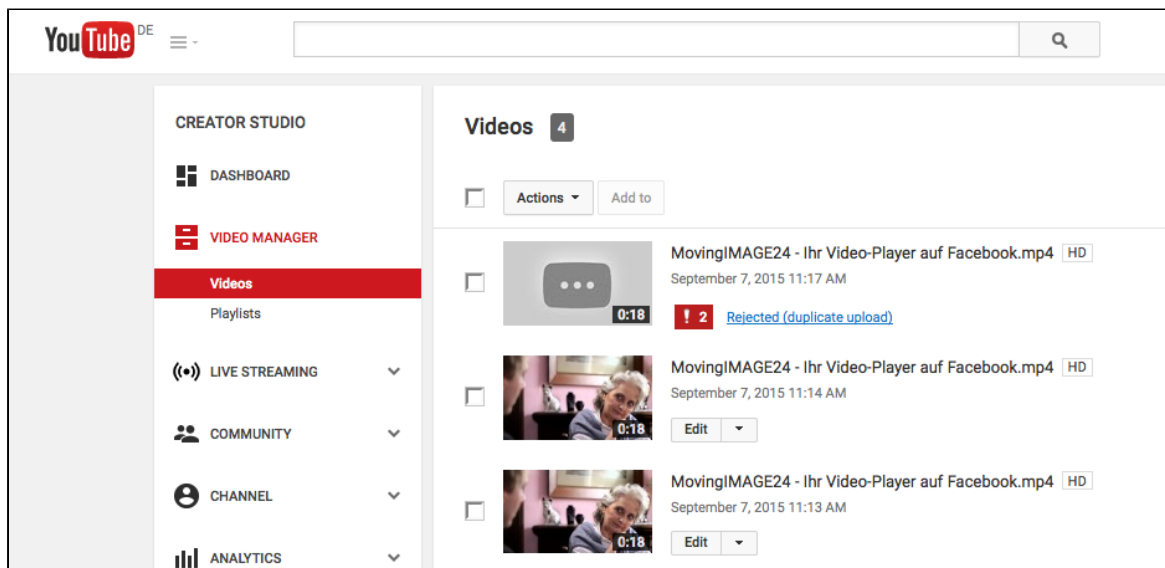 YouTube DE
CREATOR STUDIO
DASHBOARD
VIDEO MANAGER
Videos
Playlists
LIVE STREAMING
COMMUNITY
CHANNEL
ANALYTICS
Videos 4
Actions Add to
MovingIMAGE24 - Ihr Video-Player auf Facebook.mp4 HD
September 7, 2015 11:17 AM
0:18
! 2 Rejected (duplicate upload)
MovingIMAGE24 - Ihr Video-Player auf Facebook.mp4 HD
September 7, 2015 11:14 AM
0:18
Edit
MovingIMAGE24 - Ihr Video-Player auf Facebook.mp4 HD
September 7, 2015 11:13 AM
0:18
Edit